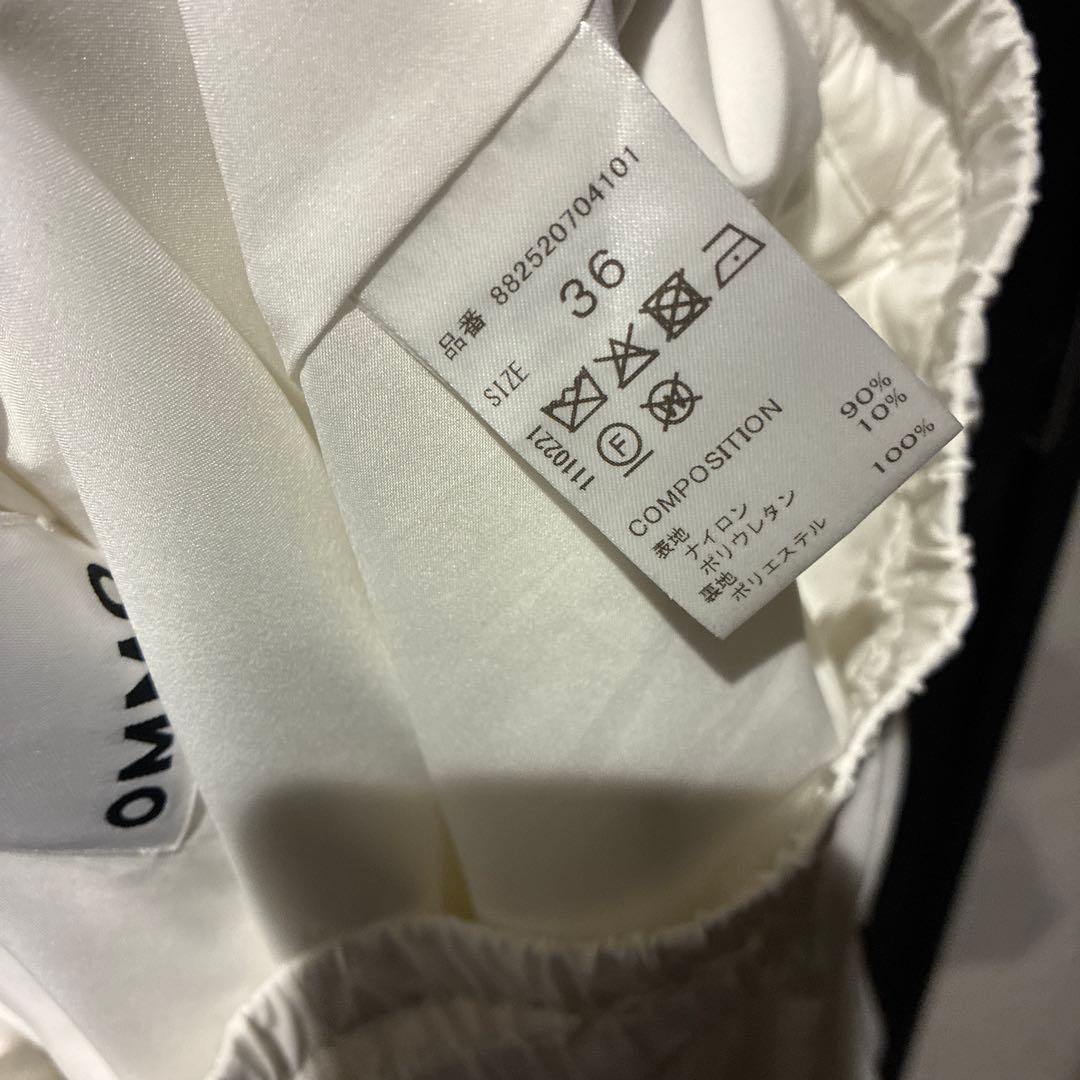 品番 882520704101
SIZE 36
110221
F
W
COMPOSITION
表地
ナイロン 90%
ポリウレタン 10%
裏地
ポリエステル 100%